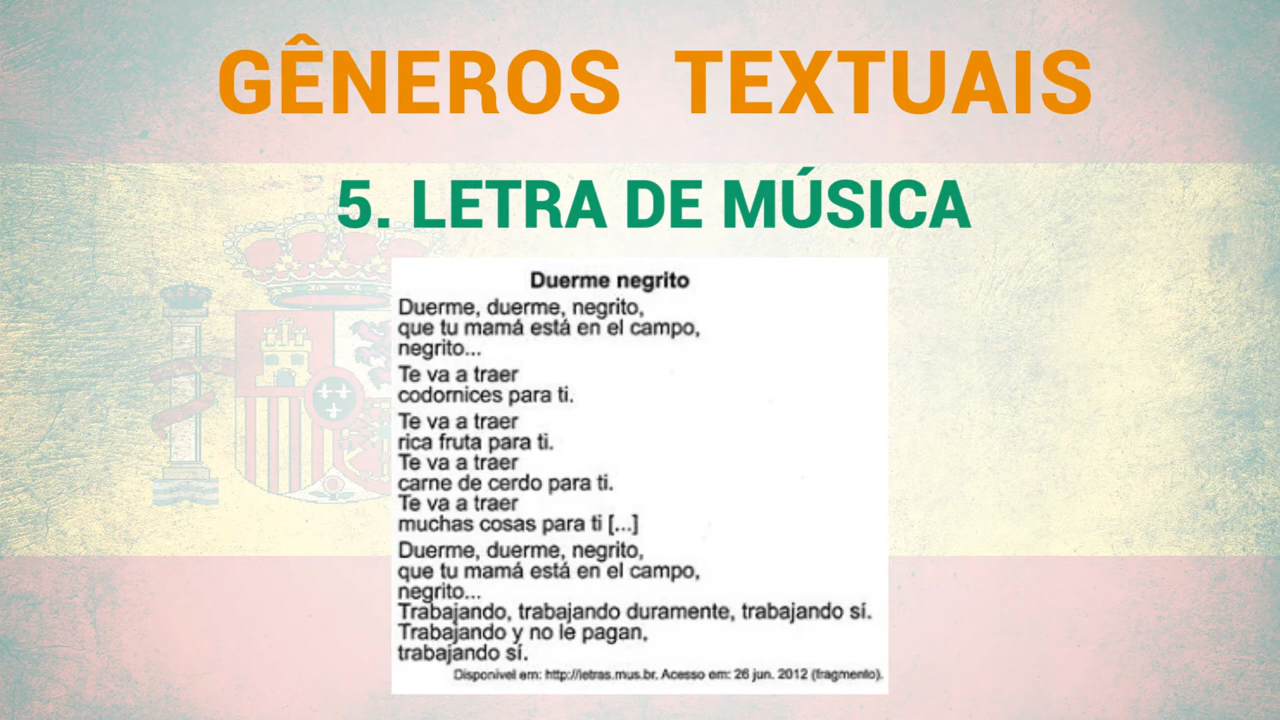 GÊNEROS TEXTUAIS
5. LETRA DE MÚSICA
Duerme negrito
Duerme, duerme, negrito,
que tu mamá está en el campo,
negrito...
Te va a traer
codornices para ti.
Te va a traer
rica fruta para ti.
Te va a traer
carne de cerdo para ti.
Te va a traer
muchas cosas para ti [...]
Duerme, duerme, negrito,
que tu mamá está en el campo,
negrito...
Trabajando, trabajando duramente, trabajando sí.
Trabajando y no le pagan,
trabajando sí.
Disponível em: http://letras.mus.br. Acesso em: 26 jun. 2012 (fragmento).